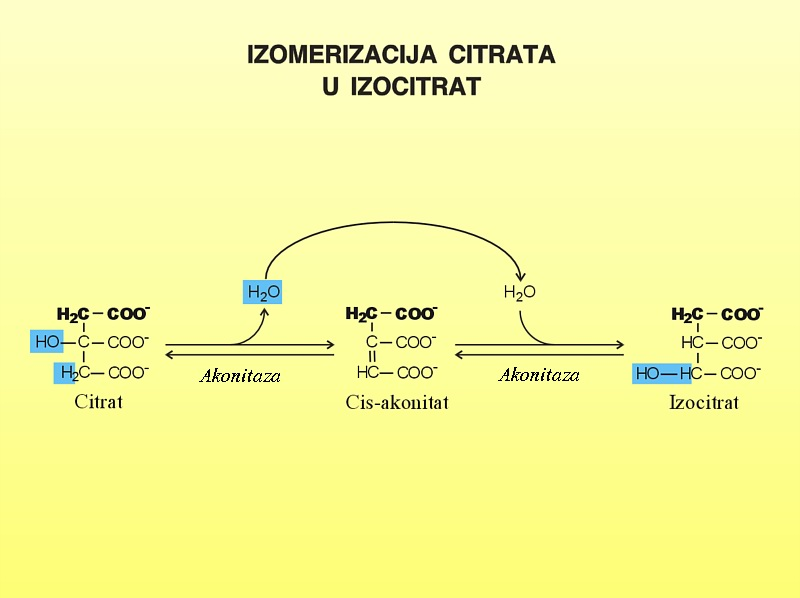 IZOMERIZACIJA CITRATA
U IZOCITRAT
H₂O
H₂O
H₂C – COO⁻
HO – C – COO⁻
H₂C – COO⁻
Citrat
Akonitaza
H₂C – COO⁻
C – COO⁻
HC – COO⁻
Cis-akonitat
Akonitaza
H₂C – COO⁻
HC – COO⁻
HO – HC – COO⁻
Izocitrat